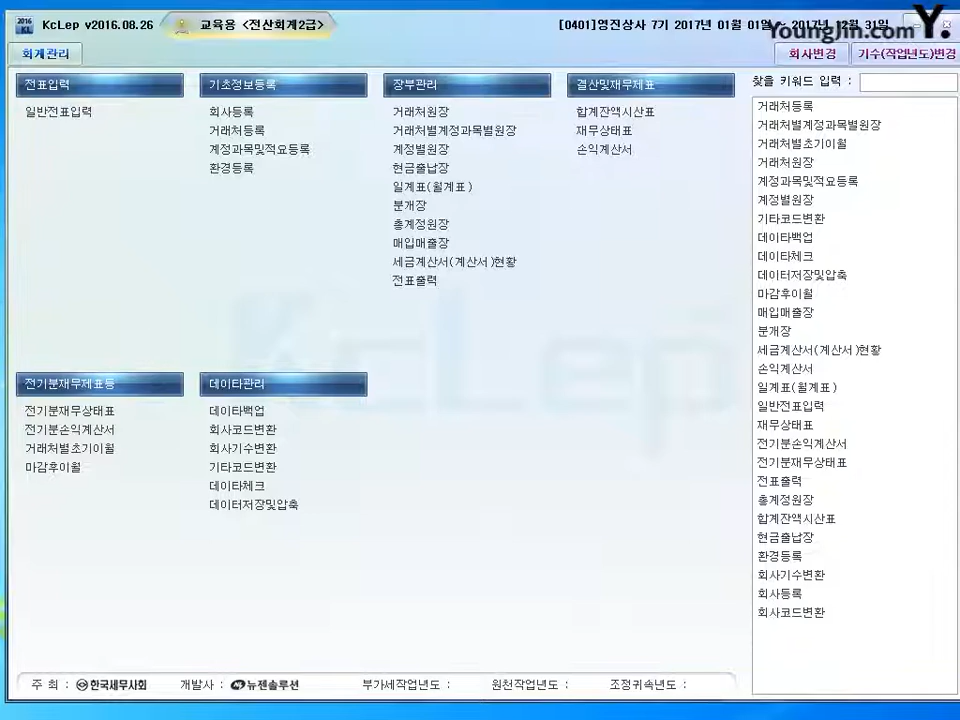 2016 KL KcLep v2016.08.26 교육용 <전산회계2급> [0401]영진상사 7기 2017년 01월 01일 ~ 2017년 12월 31일
YoungJin.com Y.
회계관리 회사변경 기수(작업년도)변경
전표입력
일반전표입력
기초정보등록
회사등록
거래처등록
계정과목및적요등록
환경등록
장부관리
거래처원장
거래처별계정과목별원장
계정별원장
현금출납장
일계표(월계표)
분개장
총계정원장
매입매출장
세금계산서(계산서)현황
전표출력
결산및재무제표
합계잔액시산표
재무상태표
손익계산서
전기분재무제표등
전기분재무상태표
전기분손익계산서
거래처별초기이월
마감후이월
데이타관리
데이타백업
회사코드변환
회사기수변환
기타코드변환
데이타체크
데이터저장및압축
찾을 키워드 입력 :
거래처등록
거래처별계정과목별원장
거래처별초기이월
거래처원장
계정과목및적요등록
계정별원장
기타코드변환
데이타백업
데이타체크
데이터저장및압축
마감후이월
매입매출장
분개장
세금계산서(계산서)현황
손익계산서
일계표(월계표)
일반전표입력
재무상태표
전기분손익계산서
전기분재무상태표
전표출력
총계정원장
합계잔액시산표
현금출납장
환경등록
회사기수변환
회사등록
회사코드변환
KcLep
주 최 : 한국세무사회 개발사 : 뉴젠솔루션 부가세작업년도 : 원천작업년도 : 조정귀속년도 :